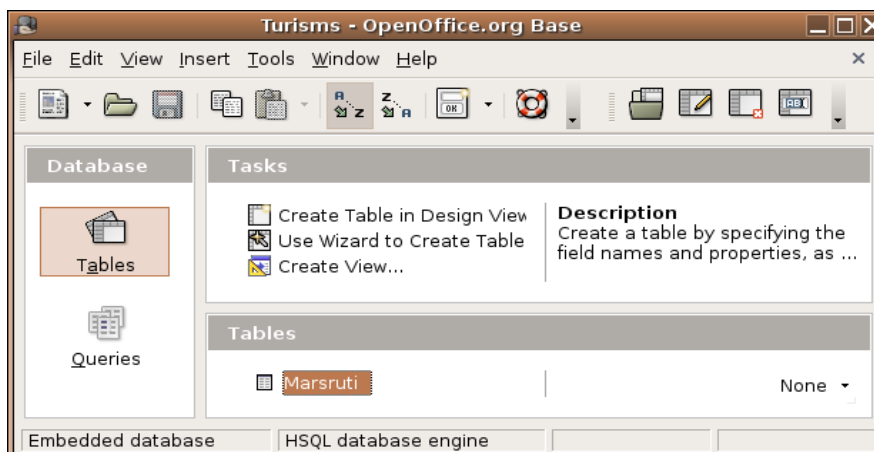 Turisms - OpenOffice.org Base
File Edit View Insert Tools Window Help
Database
Tables
Queries
Tasks
Create Table in Design View
Use Wizard to Create Table
Create View...
Description
Create a table by specifying the
field names and properties, as ...
Tables
Marsruti
None
Embedded database
HSQL database engine